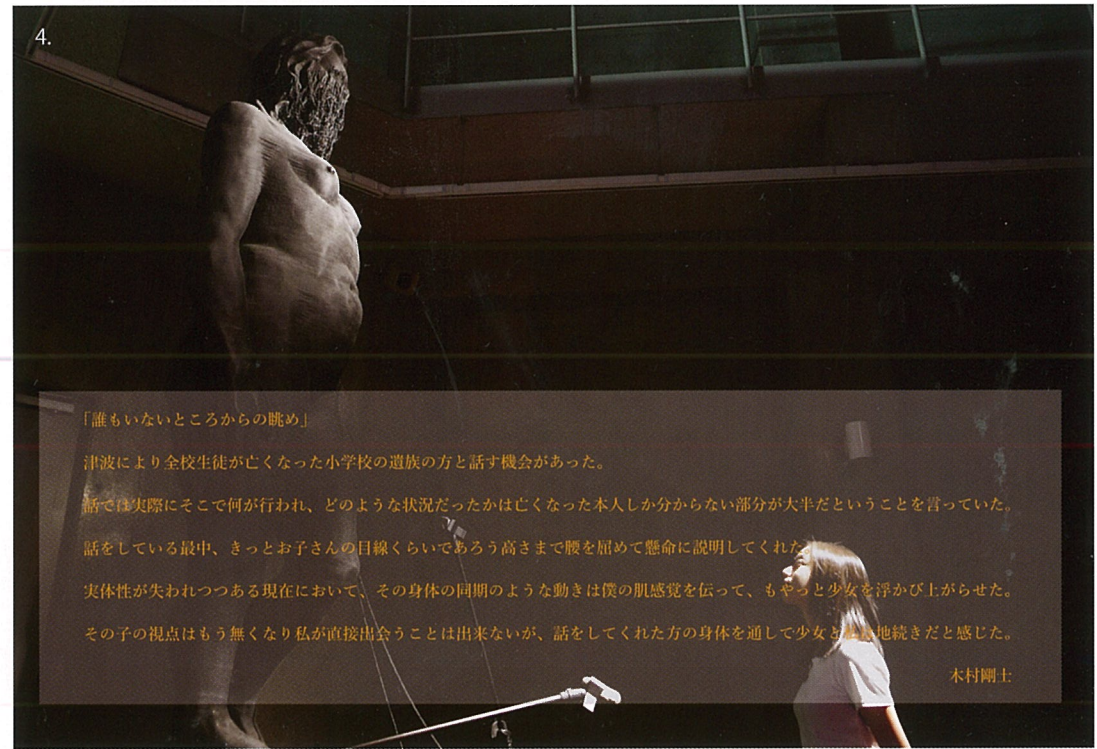 4.
「誰もいないところからの眺め」
津波により全校生徒が亡くなった小学校の遺族の方と話す機会があった。
話では実際にそこで何が行われ、どのような状況だったかは亡くなった本人しか分からない部分が大半だということを言っていた。
話をしている最中、きっとお子さんの目線くらいであろう高さまで腰を屈めて懸命に説明してくれた
実体性が失われつつある現在において、その身体の同期のような動きは僕の肌感覚を伝って、もやっと少女を浮かび上がらせた。
その子の視点はもう無くなり私が直接出会うことは出来ないが、話をしてくれた方の身体を通して少女と地続きだと感じた。
木村剛士